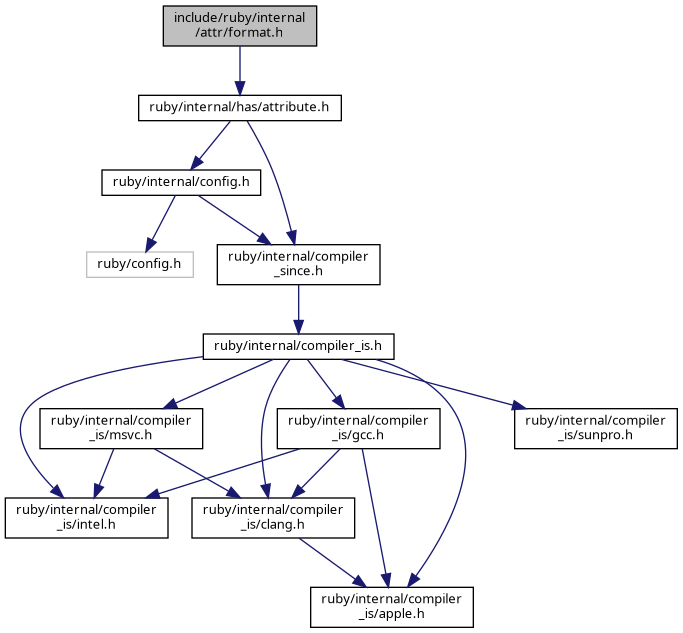 include/ruby/internal
/attr/format.h
ruby/internal/has/attribute.h
ruby/internal/config.h
ruby/config.h
ruby/internal/compiler
_since.h
ruby/internal/compiler_is.h
ruby/internal/compiler
_is/msvc.h
ruby/internal/compiler
_is/gcc.h
ruby/internal/compiler
_is/sunpro.h
ruby/internal/compiler
_is/intel.h
ruby/internal/compiler
_is/clang.h
ruby/internal/compiler
_is/apple.h